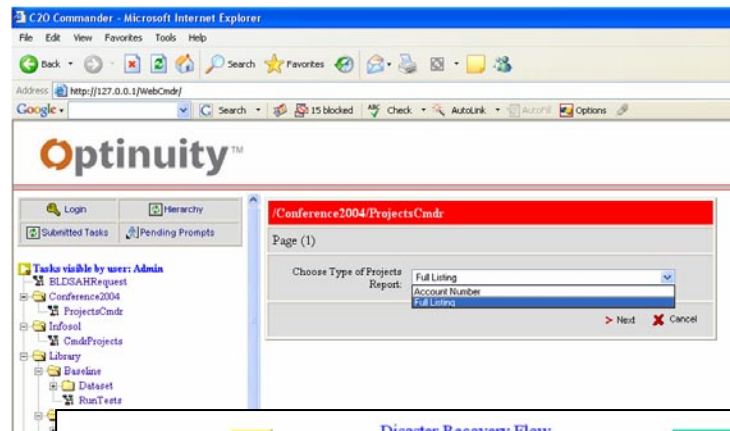 C2O Commander - Microsoft Internet Explorer
File Edit View Favorites Tools Help
Back Search Favorites
Address http://127.0.0.1/WebCmdr/
Google Search 15 blocked Check AutoLink AutoFill Options
Optinuity™
Login Hierarchy
Submitted Tasks Pending Prompts
Tasks visible by user: Admin
BLDSAHRequest
Conference2004
ProjectsCmdr
Infosol
CmdrProjects
Library
Baseline
Dataset
RunTests
/Conference2004/ProjectsCmdr
Page (1)
Choose Type of Projects Full Listing
Report:
Account Number
Full Listing
> Next Cancel
Disaster Recovery Flow